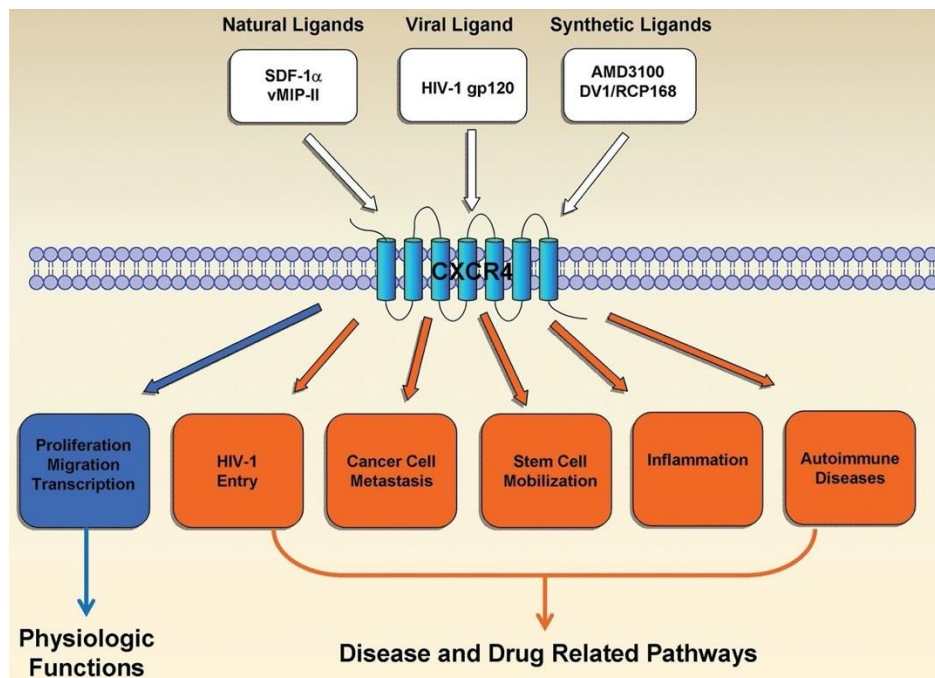 Natural Ligands
Viral Ligand
Synthetic Ligands
SDF-1α
vMIP-II
HIV-1 gp120
AMD3100
DV1/RCP168
CXCR4
Proliferation
Migration
Transcription
HIV-1
Entry
Cancer Cell
Metastasis
Stem Cell
Mobilization
Inflammation
Autoimmune
Diseases
Physiologic
Functions
Disease and Drug Related Pathways